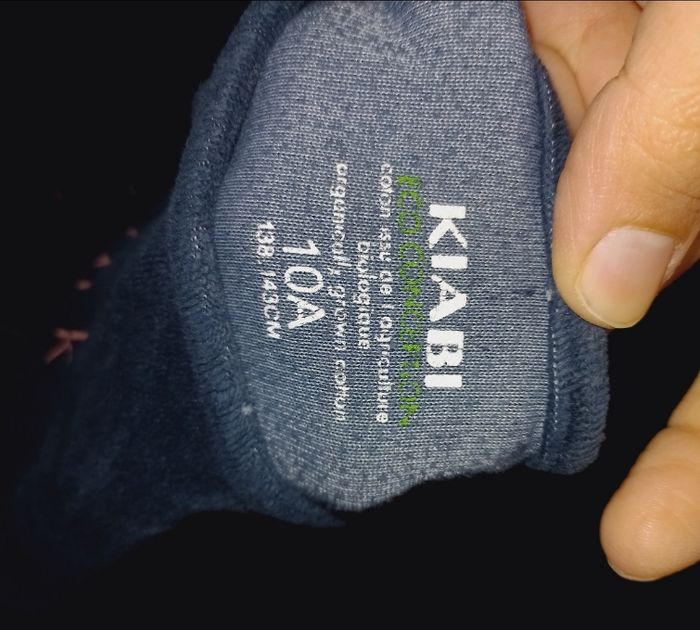 KIABI
ECO CONCEPTION
coton issu de l'agriculture
biologique
organically grown cotton
10A
138-143CM